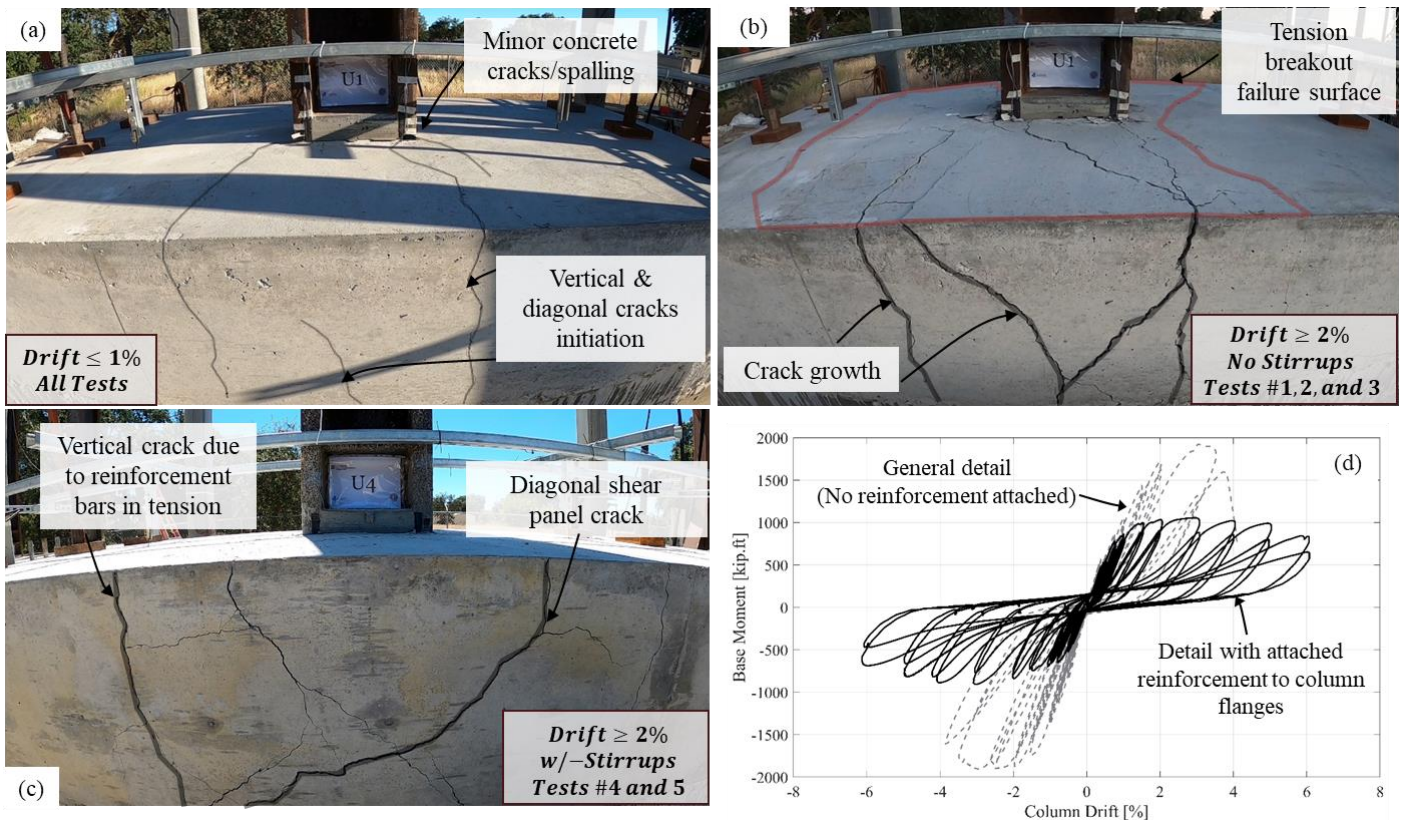 (a)
Minor concrete
cracks/spalling
U1
Vertical &
diagonal cracks
initiation
Drift ≤ 1%
All Tests
(b)
Tension
breakout
failure surface
U1
Crack growth
Drift ≥ 2%
No Stirrups
Tests #1, 2, and 3
Vertical crack due
to reinforcement
bars in tension
U4
Diagonal shear
panel crack
Drift ≥ 2%
w/−Stirrups
Tests #4 and 5
(c)
(d)
General detail
(No reinforcement attached)
Detail with attached
reinforcement to column
flanges
Base Moment [kip.ft]
2000
1500
1000
500
0
-500
-1000
-1500
-2000
-8 -6 -4 -2 0 2 4 6 8
Column Drift [%]